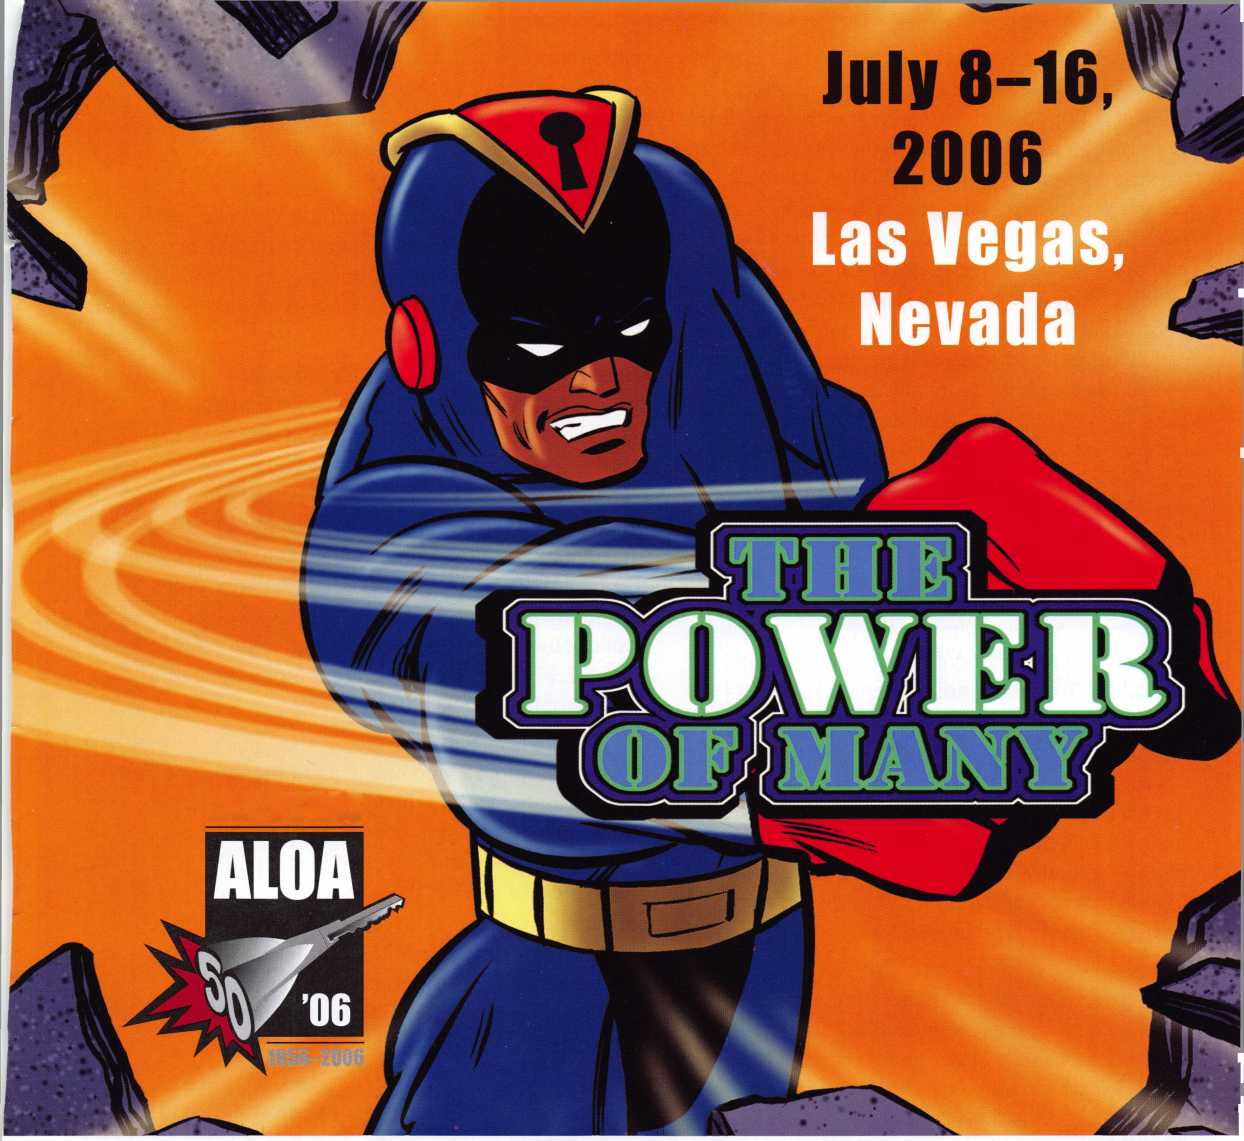 July 8–16,
2006
Las Vegas,
Nevada
THE
POWER
OF MANY
ALOA
50
'06
1956–2006